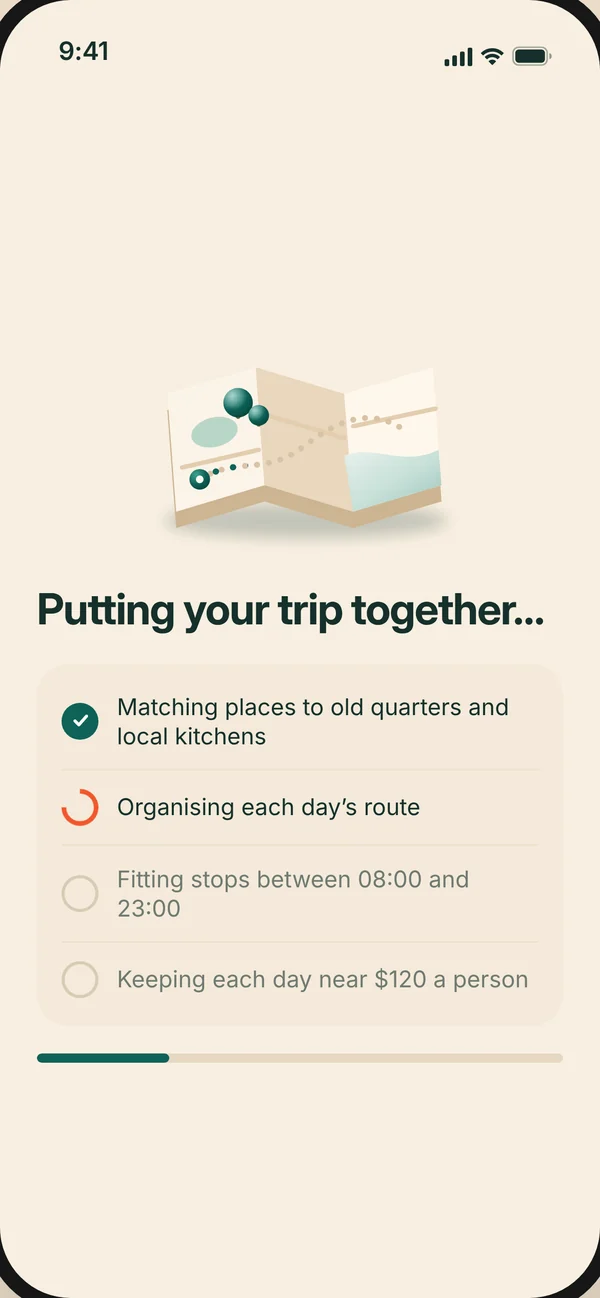 9:41
Putting your trip together...
Matching places to old quarters and
local kitchens
Organising each day’s route
Fitting stops between 08:00 and
23:00
Keeping each day near $120 a person